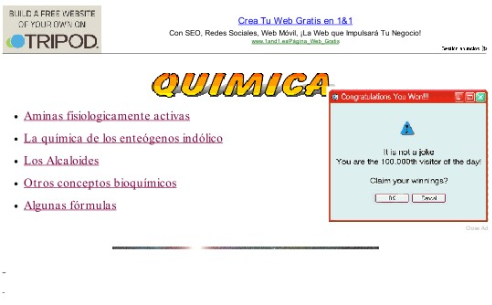 BUILD A FREE WEBSITE
OF YOUR OWN ON
TRIPOD.
Crea Tu Web Gratis en 1&1
Con SEO, Redes Sociales, Web Móvil, ¡La Web que Impulsará Tu Negocio!
www.1and1.es/Página_Web_Gratis
QUIMICA
Congratulations You Won!!!
It is not a joke
You are the 100.000th visitor of the day!
Claim your winnings?
OK Cancel
Close Ad
• Aminas fisiologicamente activas
• La química de los enteógenos indólico
• Los Alcaloides
• Otros conceptos bioquímicos
• Algunas fórmulas